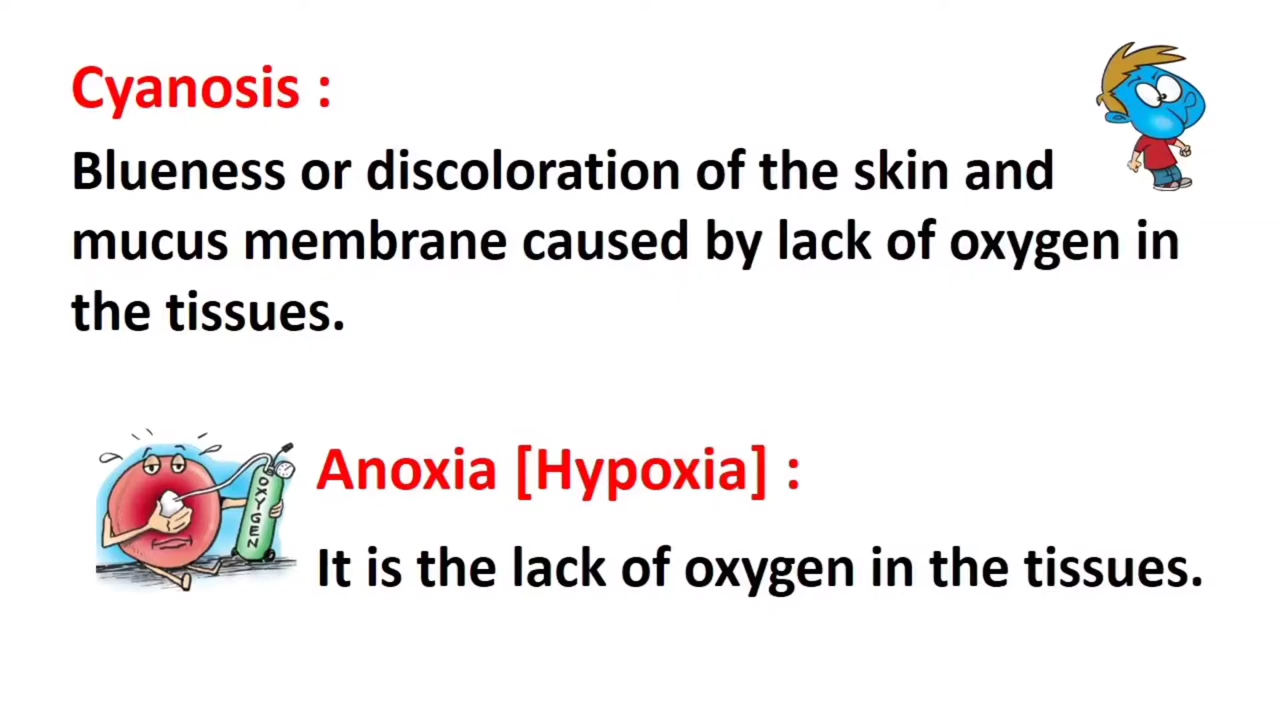 Cyanosis :
Blueness or discoloration of the skin and
mucus membrane caused by lack of oxygen in
the tissues.
Anoxia [Hypoxia] :
OXYGEN
It is the lack of oxygen in the tissues.